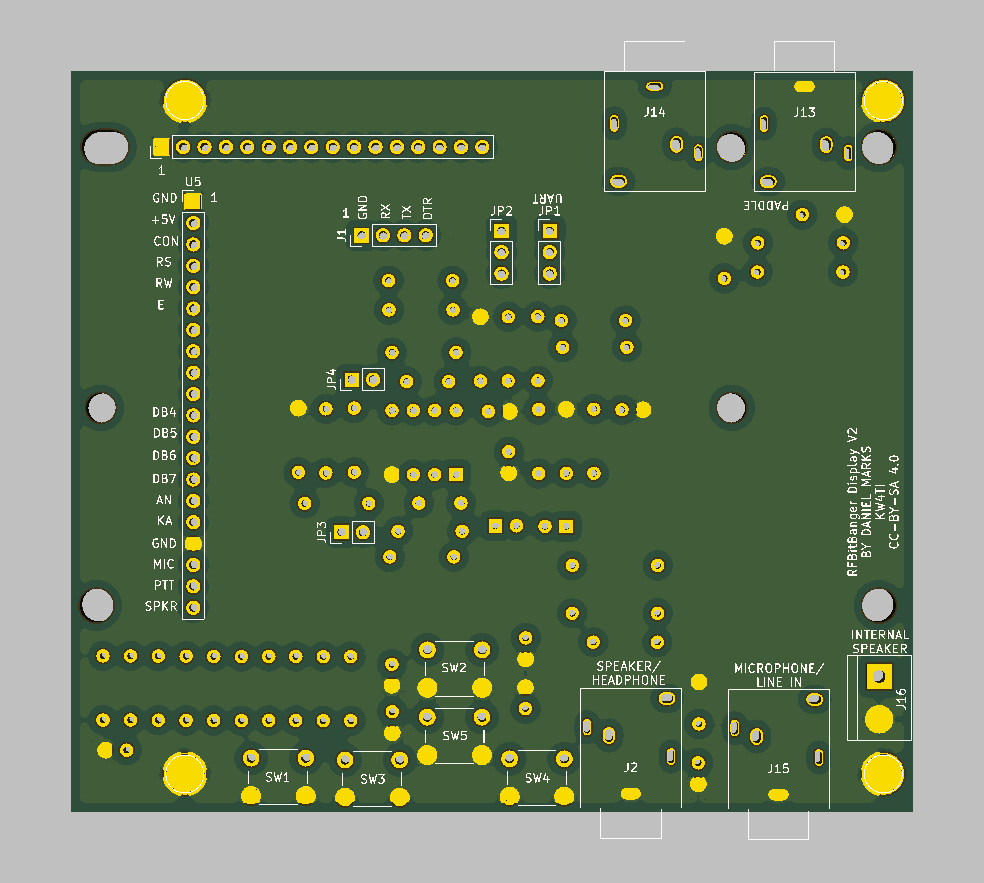 J14
J13
1
U5
GND
1
+5V
CON
RS
RW
E
DB4
DB5
DB6
DB7
AN
KA
GND
MIC
PTT
SPKR
J1
1
GND
RX
TX
DTR
JP2
UART
JP1
PADDLE
JP4
JP3
RFBitBanger Display V2
BY DANIEL MARKS
KW4TI
CC-BY-SA 4.0
INTERNAL
SPEAKER
J16
SPEAKER/
HEADPHONE
MICROPHONE/
LINE IN
SW2
SW5
SW1
SW3
SW4
J2
J15